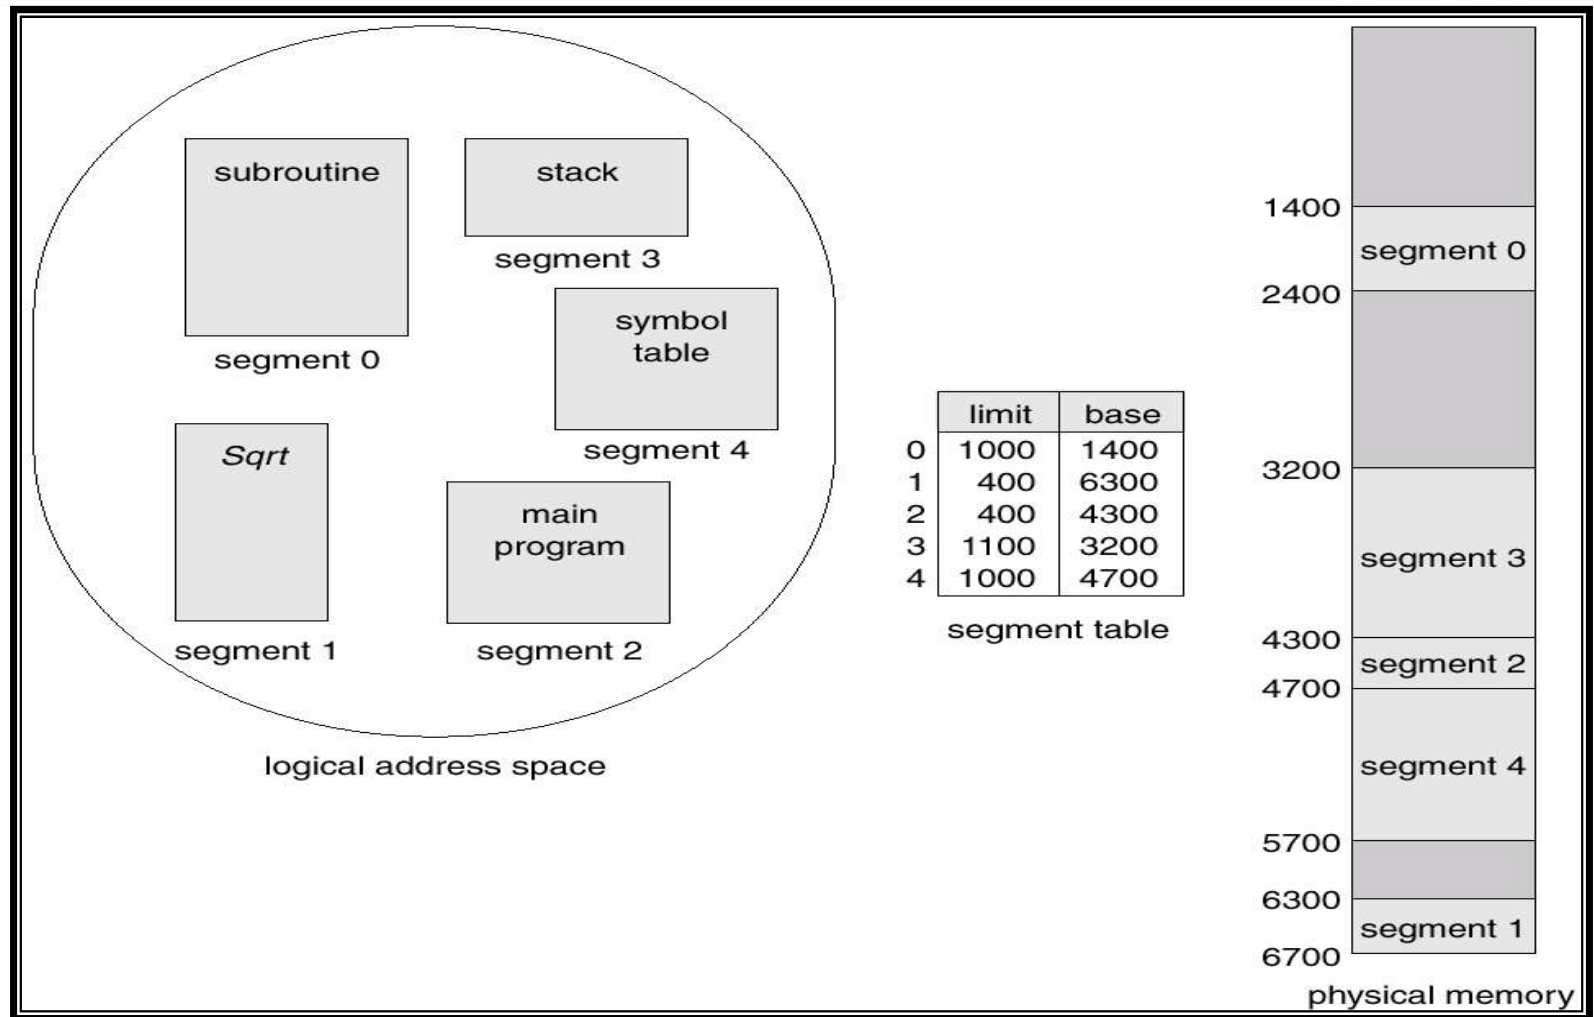 subroutine
segment 0
stack
segment 3
symbol
table
segment 4
Sqrt
segment 1
main
program
segment 2
logical address space
limit base
0 1000 1400
1 400 6300
2 400 4300
3 1100 3200
4 1000 4700
segment table
1400
segment 0
2400
3200
segment 3
4300
segment 2
4700
segment 4
5700
6300
segment 1
6700
physical memory